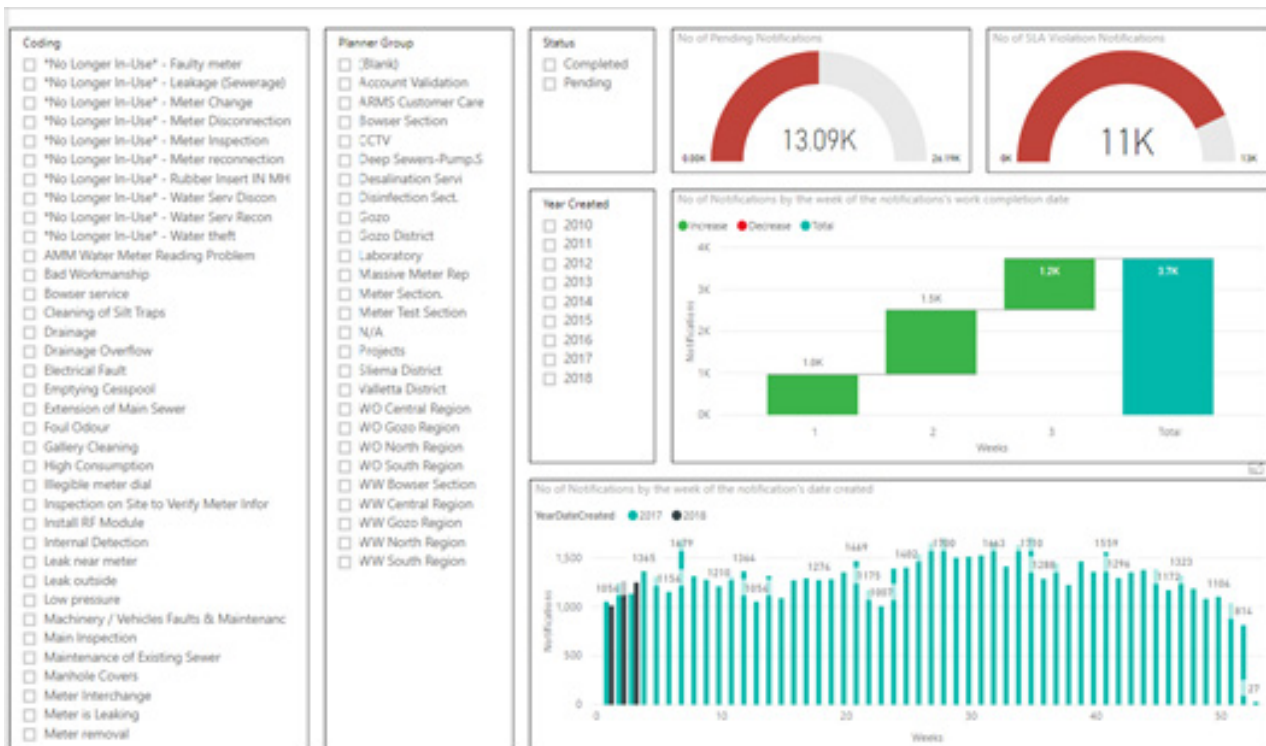 Coding
*No Longer In-Use* - Faulty meter
*No Longer In-Use* - Leakage (Sewerage)
*No Longer In-Use* - Meter Change
*No Longer In-Use* - Meter Disconnection
*No Longer In-Use* - Meter Inspection
*No Longer In-Use* - Meter reconnection
*No Longer In-Use* - Rubber Insert IN MH
*No Longer In-Use* - Water Serv Discon
*No Longer In-Use* - Water Serv Recon
*No Longer In-Use* - Water theft
AMM Water Meter Reading Problem
Bad Workmanship
Bowser service
Cleaning of Silt Traps
Drainage
Drainage Overflow
Electrical Fault
Emptying Cesspool
Extension of Main Sewer
Foul Odour
Gallery Cleaning
High Consumption
Illegible meter dial
Inspection on Site to Verify Meter Infor
Install RF Module
Internal Detection
Leak near meter
Leak outside
Low pressure
Machinery / Vehicles Faults & Maintenanc
Main Inspection
Maintenance of Existing Sewer
Manhole Covers
Meter Interchange
Meter is Leaking
Meter removal
Planner Group
(Blank)
Account Validation
ARMS Customer Care
Bowser Section
CCTV
Deep Sewers-Pump.S
Desalination Servi
Disinfection Sect.
Gozo
Gozo District
Laboratory
Massive Meter Rep
Meter Section.
Meter Test Section
N/A
Projects
Sliema District
Valletta District
WO Central Region
WO Gozo Region
WO North Region
WO South Region
WW Bowser Section
WW Central Region
WW Gozo Region
WW North Region
WW South Region
Status
Completed
Pending
Year Created
2010
2011
2012
2013
2014
2015
2016
2017
2018
No of Pending Notifications
13.09K
0.00K 26.19K
No of SLA Violation Notifications
11K
0K 13K
No of Notifications by the week of the notifications's work completion date
Increase Decrease Total
4K
3K
2K
1K
0K
Notifications
1.0K
1.5K
1.2K
3.7K
1 2 3 Total
Weeks
No of Notifications by the week of the notification's date created
YearDateCreated 2017 2018
1,500
1,000
500
0
Notifications
1056 1365 1156 1679 1210 1364 1056 1276 1469 1175 1007 1402 1700 1663 1710 1288 1559 1296 1172 1323 1106 814 27
0 10 20 30 40 50
Weeks